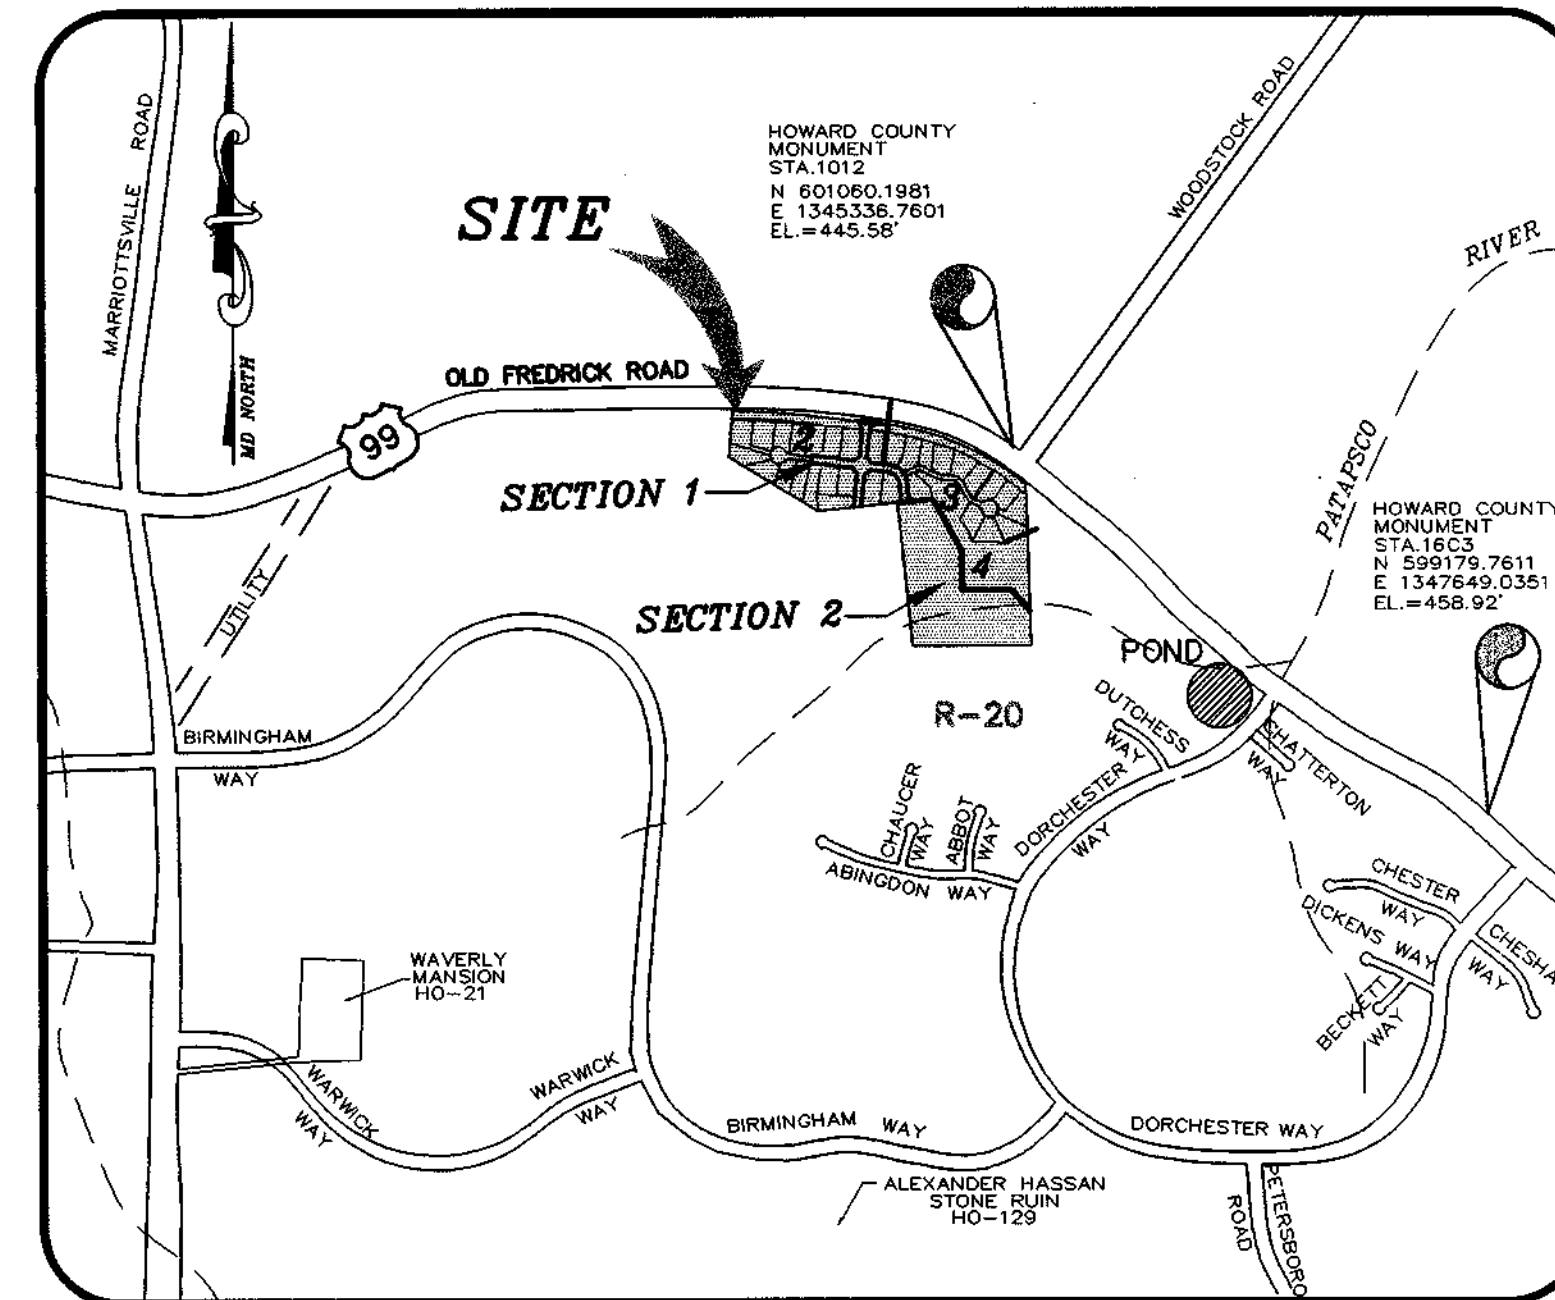 HOWARD COUNTY
MONUMENT
STA.1012
N 601060.1981
E 1345336.7601
EL.=445.58'
WOODSTOCK ROAD
MARRIOTTSVILLE ROAD
SITE
RIVER
PATAPSCO
MD NORTH
OLD FREDRICK ROAD
99
2
SECTION 1
3
4
SECTION 2
HOWARD COUNTY
MONUMENT
STA.16C3
N 599179.7611
E 1347649.0351
EL.=458.92'
UTILITY
POND
R-20
BIRMINGHAM
WAY
DUTCHESS
WAY
CHATTERTON
WAY
DORCHESTER
WAY
CHAUCER
WAY
ABBOT
WAY
ABINGDON WAY
CHESTER
WAY
DICKENS WAY
CHESHA
WAY
BECKETT
WAY
WAVERLY
MANSION
HO-21
WARWICK
WAY
WARWICK
WAY
BIRMINGHAM WAY
DORCHESTER WAY
ALEXANDER HASSAN
STONE RUIN
HO-129
PETERSBORO
ROAD